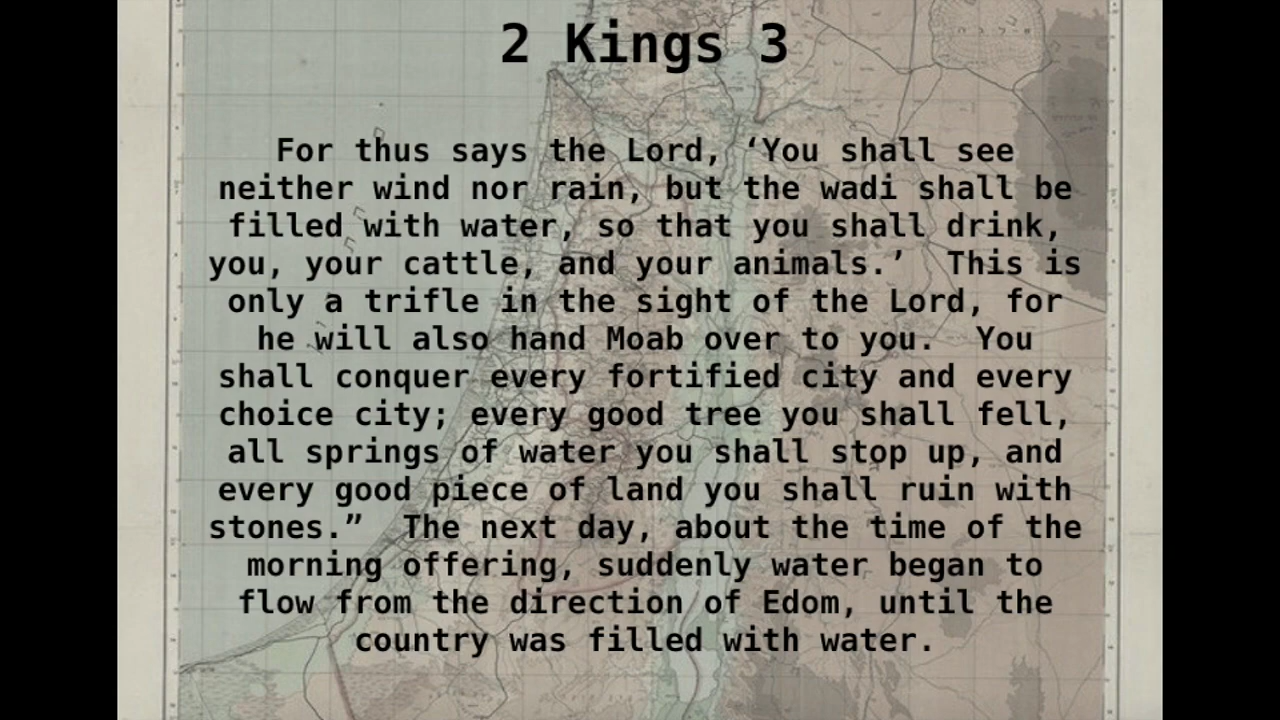 2 Kings 3
For thus says the Lord, ‘You shall see
neither wind nor rain, but the wadi shall be
filled with water, so that you shall drink,
you, your cattle, and your animals.’  This is
only a trifle in the sight of the Lord, for
he will also hand Moab over to you.  You
shall conquer every fortified city and every
choice city; every good tree you shall fell,
all springs of water you shall stop up, and
every good piece of land you shall ruin with
stones.”  The next day, about the time of the
morning offering, suddenly water began to
flow from the direction of Edom, until the
country was filled with water.